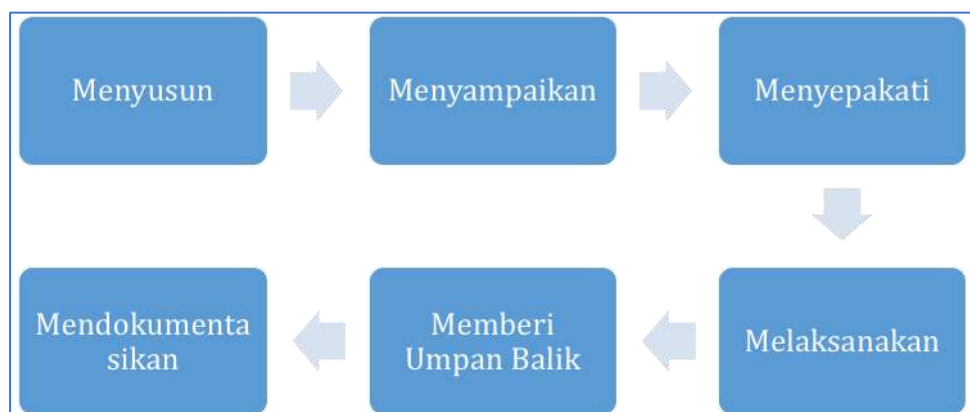 Menyusun
Menyampaikan
Menyepakati
Melaksanakan
Memberi
Umpan Balik
Mendokumenta
sikan